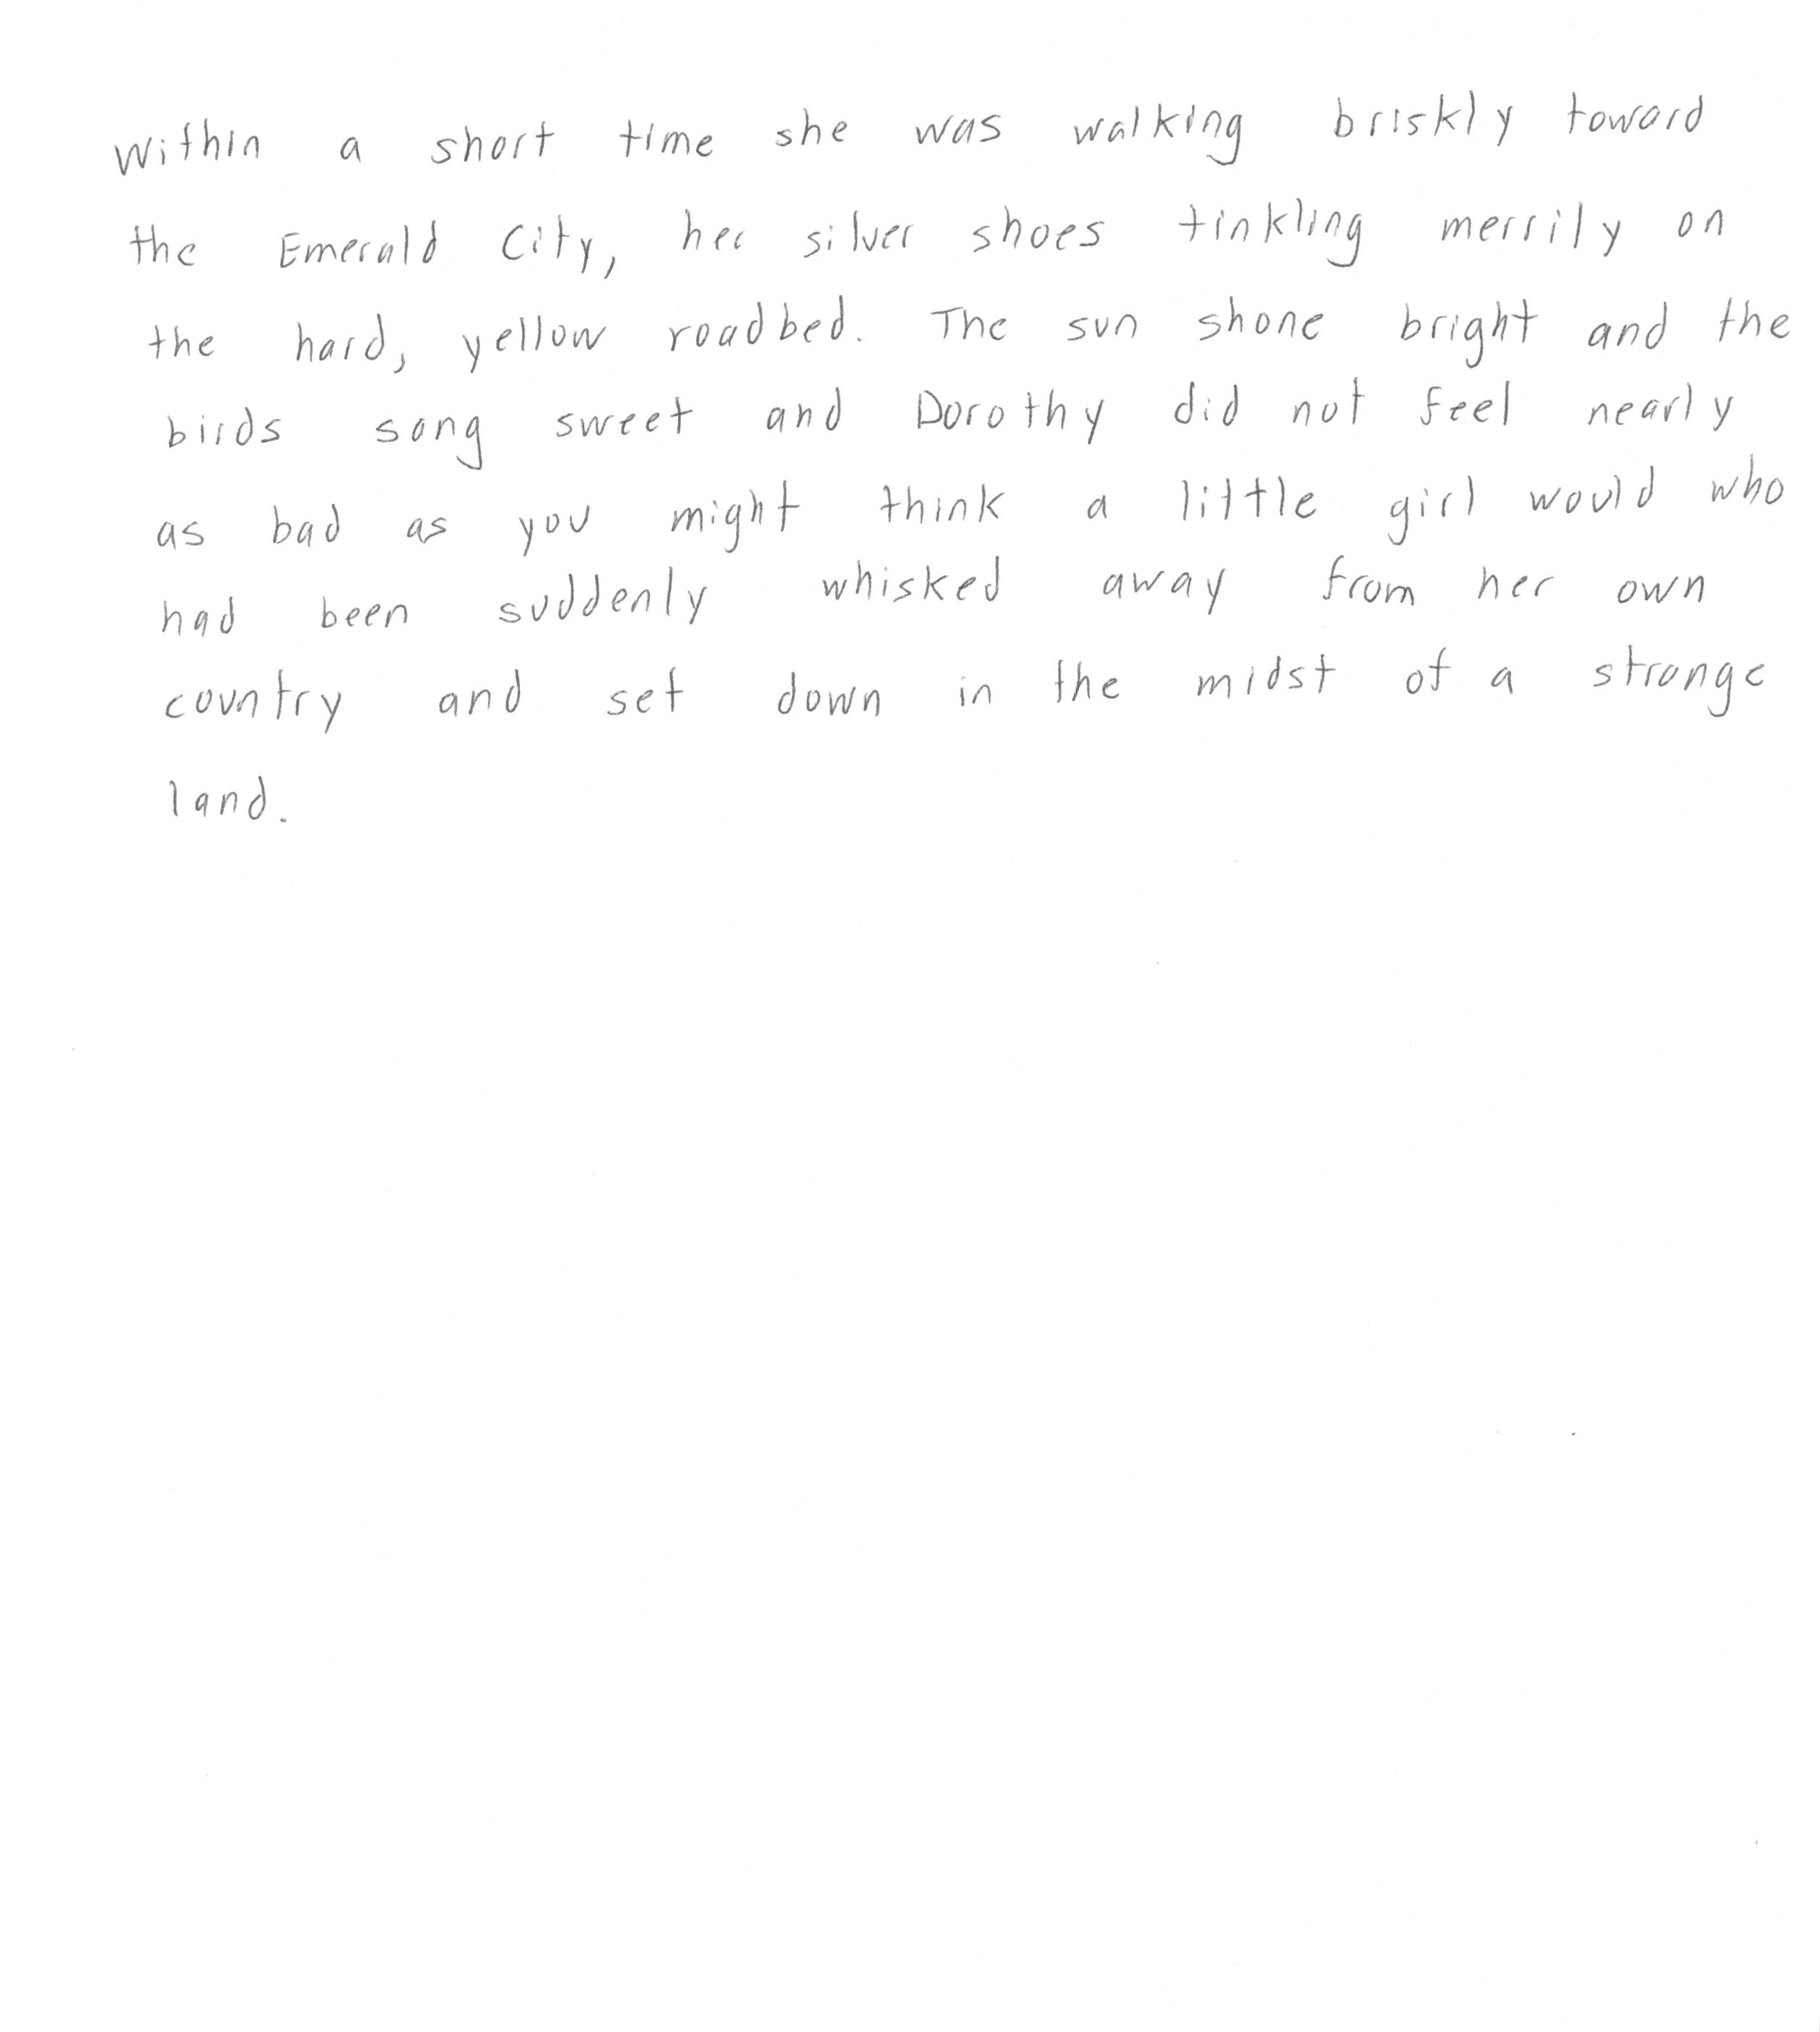 Within a short time she was walking briskly toward
the Emerald City, her silver shoes tinkling merrily on
the hard, yellow roadbed. The sun shone bright and the
birds sang sweet and Dorothy did not feel nearly
as bad as you might think a little girl would who
had been suddenly whisked away from her own
country and set down in the midst of a strange
land.